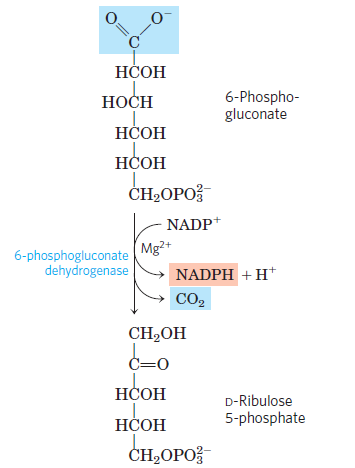 O O⁻
C
HCOH
HOCH
6-Phospho-
gluconate
HCOH
HCOH
CH₂OPO₃²⁻
NADP⁺
Mg²⁺
6-phosphogluconate
dehydrogenase
NADPH + H⁺
CO₂
CH₂OH
C=O
HCOH
D-Ribulose
5-phosphate
HCOH
CH₂OPO₃²⁻